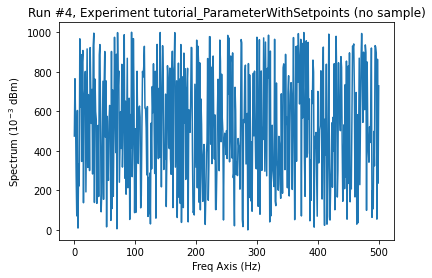 Run #4, Experiment tutorial_ParameterWithSetpoints (no sample)
1000
800
600
400
200
0
Spectrum (10⁻³ dBm)
0 100 200 300 400 500
Freq Axis (Hz)